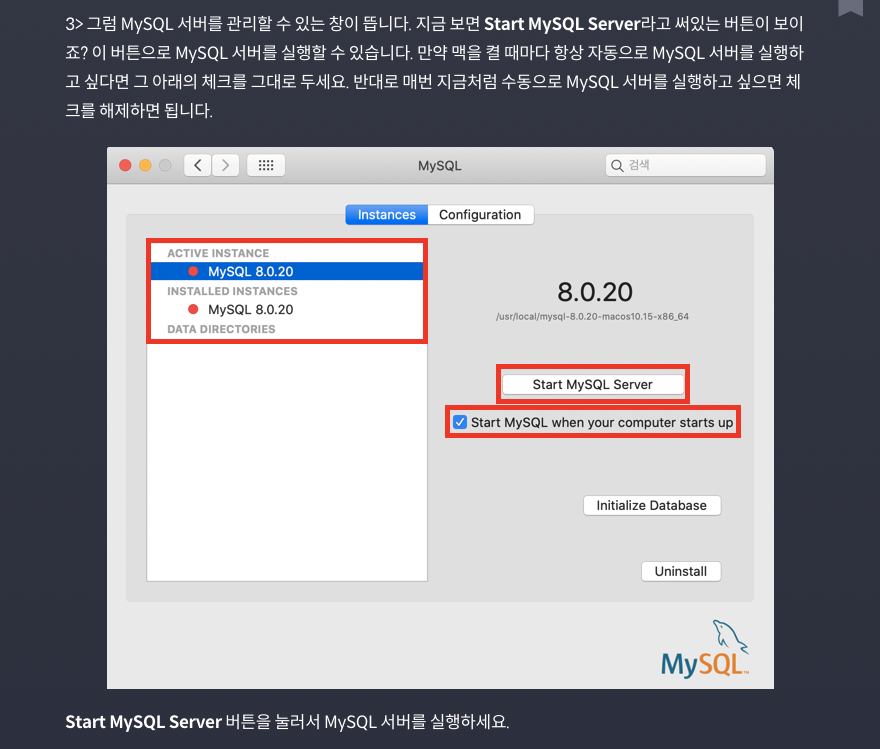 3> 그럼 MySQL 서버를 관리할 수 있는 창이 뜹니다. 지금 보면 Start MySQL Server라고 써있는 버튼이 보이
죠? 이 버튼으로 MySQL 서버를 실행할 수 있습니다. 만약 맥을 켤 때마다 항상 자동으로 MySQL 서버를 실행하
고 싶다면 그 아래의 체크를 그대로 두세요. 반대로 매번 지금처럼 수동으로 MySQL 서버를 실행하고 싶으면 체
크를 해제하면 됩니다.
MySQL
검색
Instances
Configuration
ACTIVE INSTANCE
MySQL 8.0.20
INSTALLED INSTANCES
MySQL 8.0.20
DATA DIRECTORIES
8.0.20
/usr/local/mysql-8.0.20-macos10.15-x86_64
Start MySQL Server
Start MySQL when your computer starts up
Initialize Database
Uninstall
MySQL™
Start MySQL Server 버튼을 눌러서 MySQL 서버를 실행하세요.